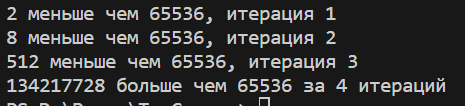 2 меньше чем 65536, итерация 1
8 меньше чем 65536, итерация 2
512 меньше чем 65536, итерация 3
134217728 больше чем 65536 за 4 итераций